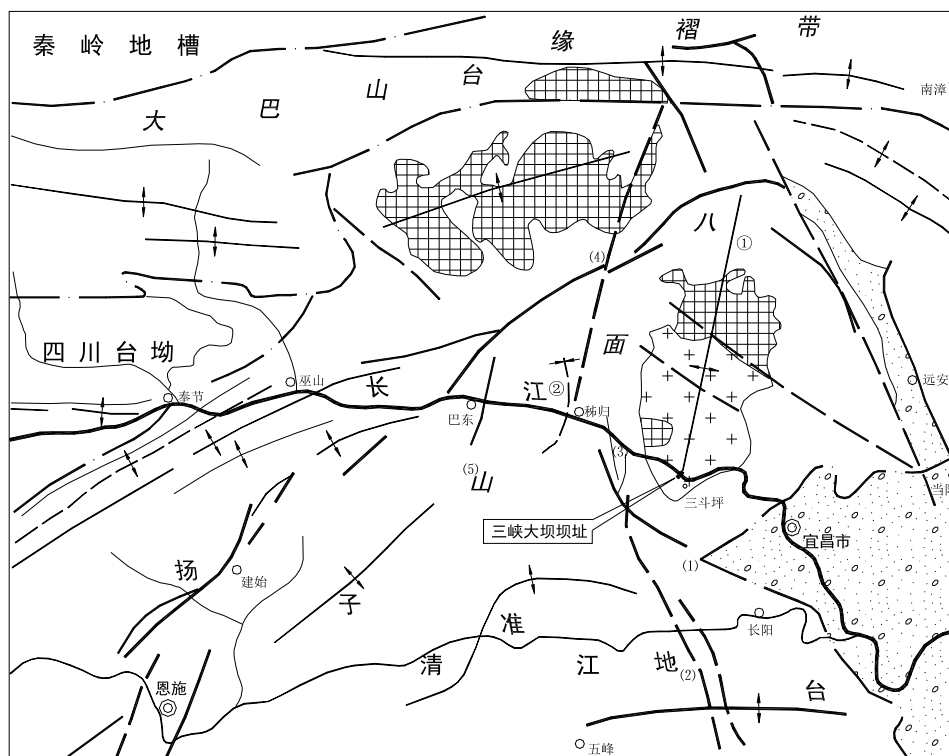 秦岭地槽
大巴山台缘褶带
南漳
八面山
①
(4)
四川台坳
奉节
巫山
长江
②
巴东
秭归
远安
(3)
(5)
三斗坪
当阳
三峡大坝坝址
宜昌市
(1)
扬子准地台
建始
长阳
清江
(2)
恩施
五峰